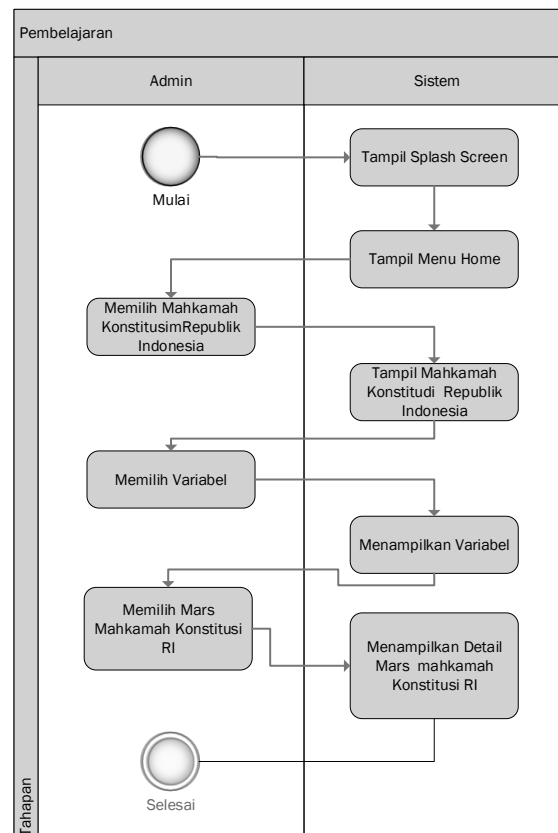 Pembelajaran
Admin
Sistem
Mulai
Tampil Splash Screen
Tampil Menu Home
Memilih Mahkamah
KonstitusimRepublik
Indonesia
Tampil Mahkamah
Konstitudi Republik
Indonesia
Memilih Variabel
Menampilkan Variabel
Memilih Mars
Mahkamah Konstitusi
RI
Menampilkan Detail
Mars mahkamah
Konstitusi RI
Selesai
Tahapan